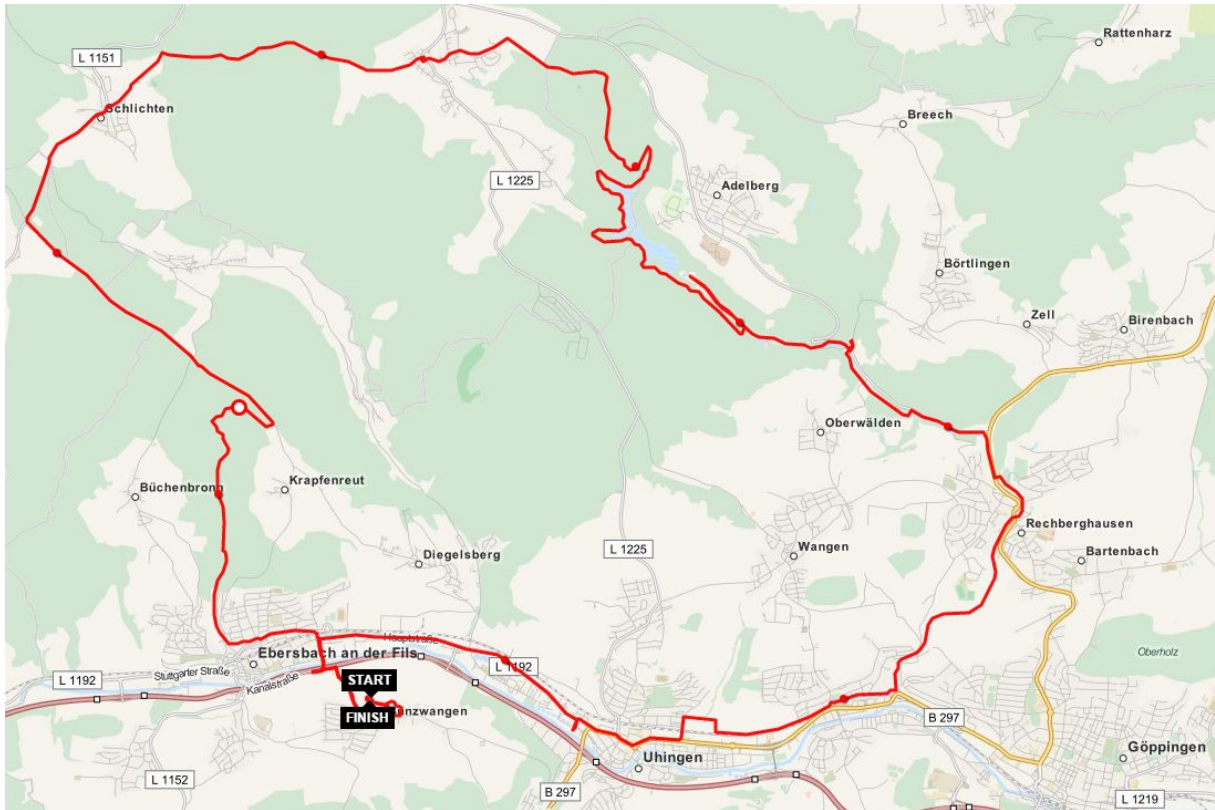 Rattenharz
L 1151
Schlichten
Breech
L 1225
Adelberg
Börtlingen
Zell
Birenbach
Oberwälden
Krapfenreut
Büchenbronn
Rechberghausen
L 1225
Wangen
Diegelsberg
Bartenbach
Hauptstraße
Ebersbach an der Fils
Oberholz
Stuttgarter Straße
L 1192
L 1192
Kanalstraße
START
FINISH
unzwangen
B 297
Göppingen
Uhingen
L 1152
B 297
L 1219